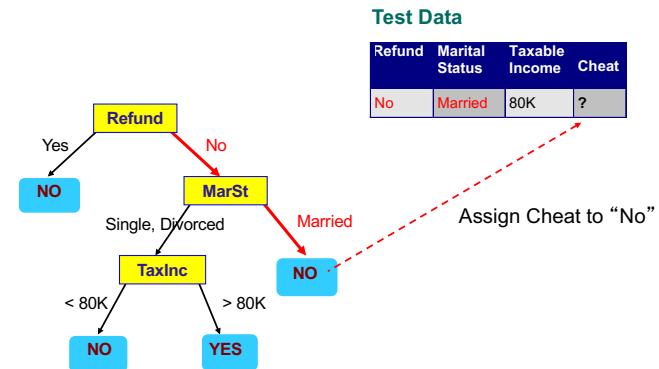 Test Data
Refund Marital Status Taxable Income Cheat
No Married 80K ?
Refund
Yes No
NO MarSt
Single, Divorced Married
Assign Cheat to “No”
TaxInc NO
< 80K > 80K
NO YES